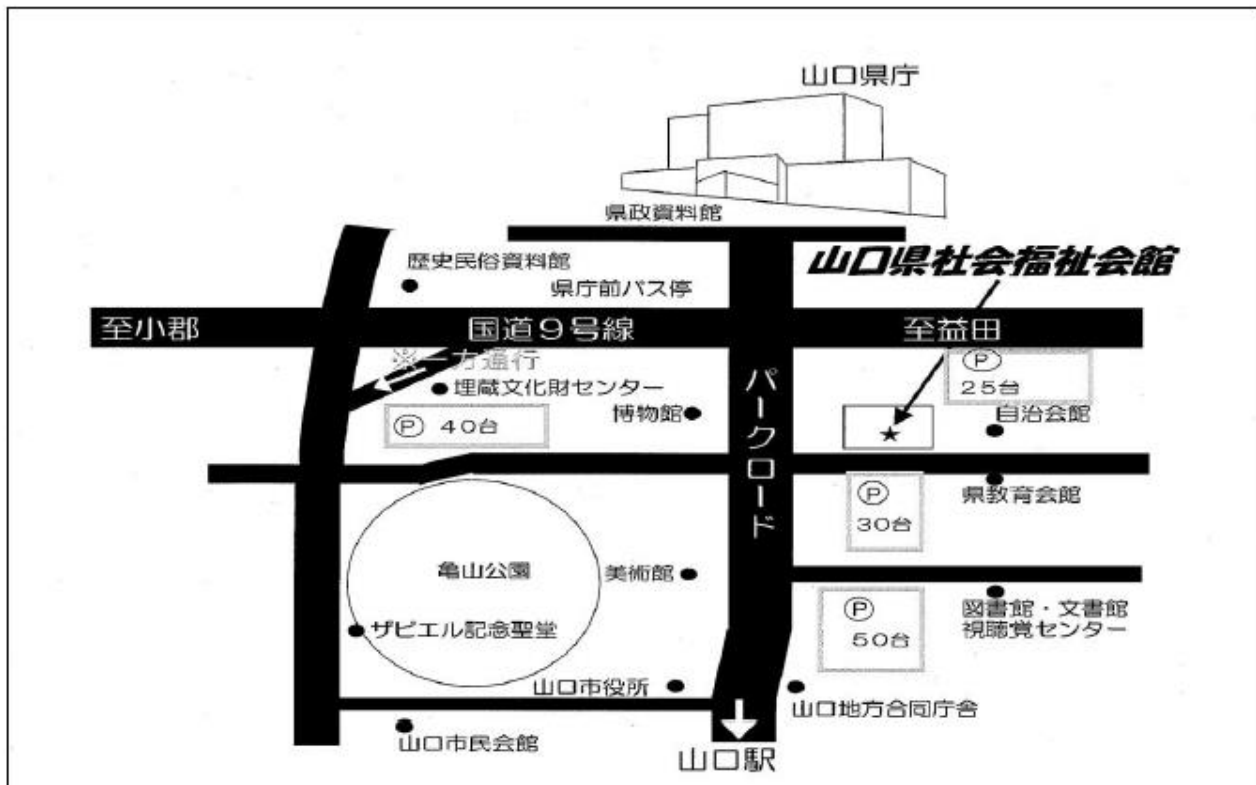 山口県庁
県政資料館
山口県社会福祉会館
歴史民俗資料館
県庁前バス停
至小郡
国道9号線
至益田
※一方通行
埋蔵文化財センター
Ⓟ 40台
博物館
パークロード
Ⓟ
25台
自治会館
★
Ⓟ
30台
県教育会館
亀山公園
美術館
ザビエル記念聖堂
Ⓟ
50台
図書館・文書館
視聴覚センター
山口市役所
山口地方合同庁舎
山口市民会館
山口駅